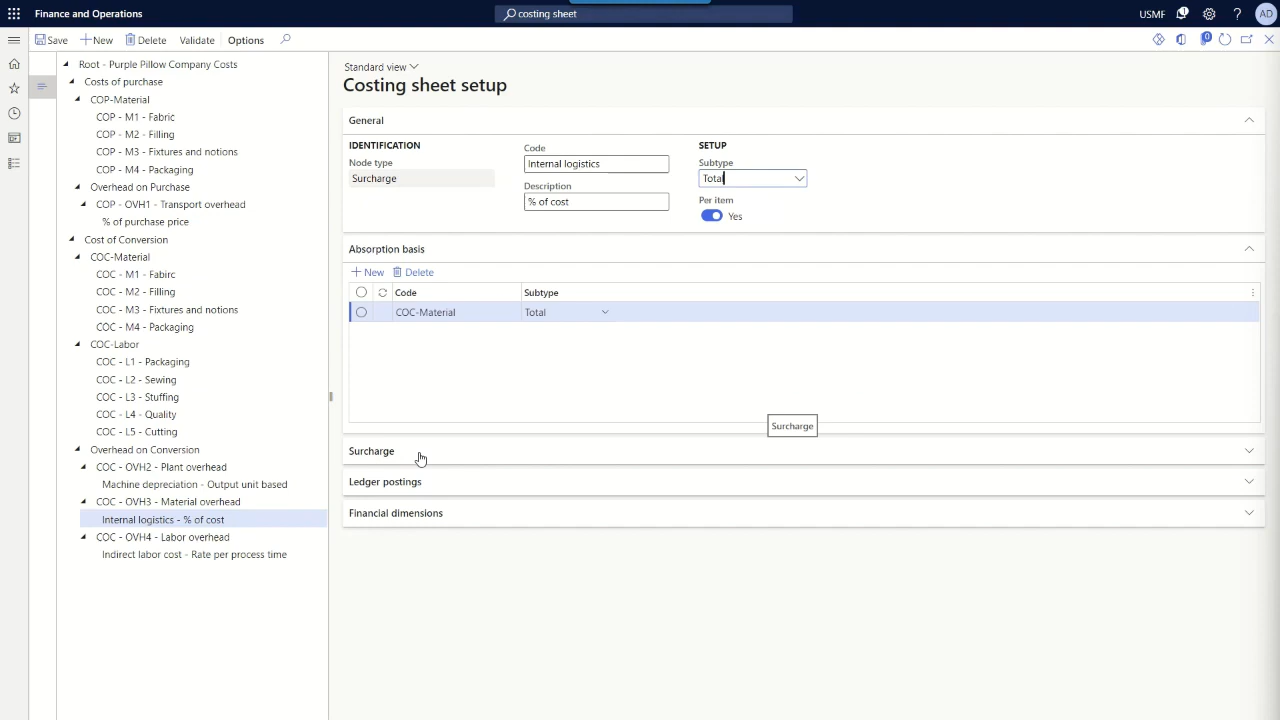 Finance and Operations
costing sheet
USMF
?
AD
Save
New
Delete
Validate
Options
0
Root - Purple Pillow Company Costs
Costs of purchase
COP-Material
COP - M1 - Fabric
COP - M2 - Filling
COP - M3 - Fixtures and notions
COP - M4 - Packaging
Overhead on Purchase
COP - OVH1 - Transport overhead
% of purchase price
Cost of Conversion
COC-Material
COC - M1 - Fabirc
COC - M2 - Filling
COC - M3 - Fixtures and notions
COC - M4 - Packaging
COC-Labor
COC - L1 - Packaging
COC - L2 - Sewing
COC - L3 - Stuffing
COC - L4 - Quality
COC - L5 - Cutting
Overhead on Conversion
COC - OVH2 - Plant overhead
Machine depreciation - Output unit based
COC - OVH3 - Material overhead
Internal logistics - % of cost
COC - OVH4 - Labor overhead
Indirect labor cost - Rate per process time
Standard view
Costing sheet setup
General
IDENTIFICATION
Node type
Surcharge
Code
Internal logistics
Description
% of cost
SETUP
Subtype
Total
Per item
Yes
Absorption basis
New
Delete
Code
Subtype
COC-Material
Total
Surcharge
Surcharge
Ledger postings
Financial dimensions